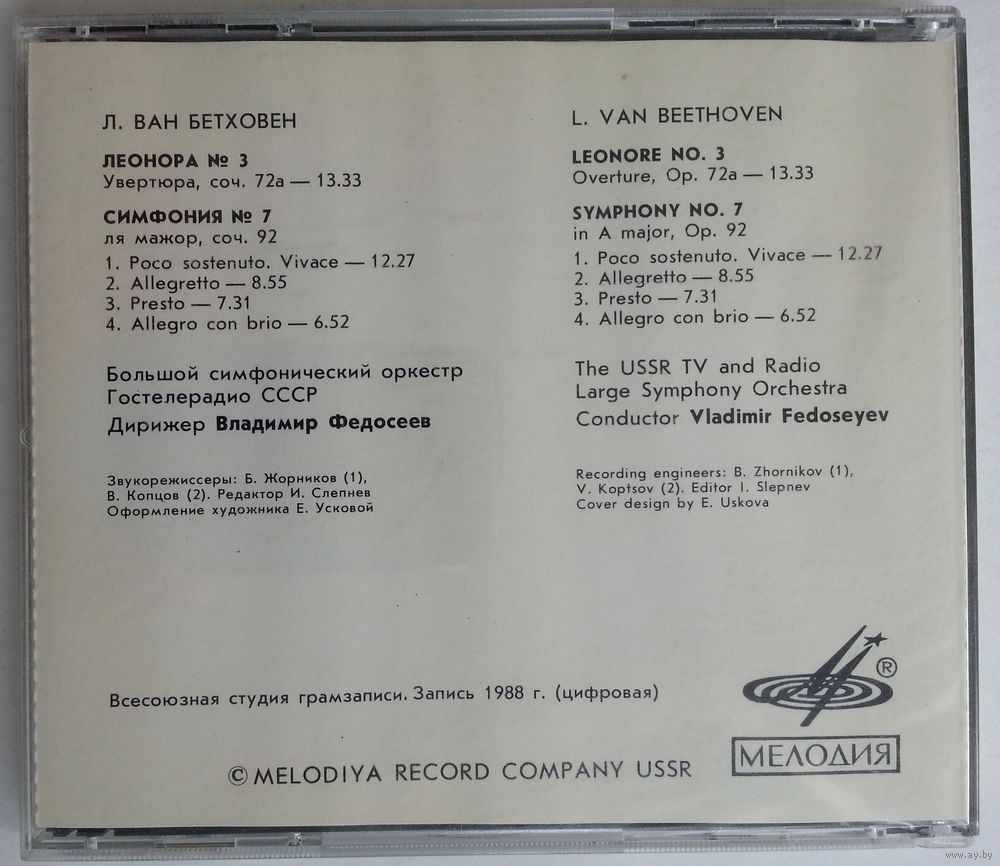 Л. ВАН БЕТХОВЕН
ЛЕОНОРА № 3
Увертюра, соч. 72а — 13.33
СИМФОНИЯ № 7
ля мажор, соч. 92
1. Poco sostenuto. Vivace — 12.27
2. Allegretto — 8.55
3. Presto — 7.31
4. Allegro con brio — 6.52
Большой симфонический оркестр
Гостелерадио СССР
Дирижер Владимир Федосеев
Звукорежиссеры: Б. Жорников (1),
В. Копцов (2). Редактор И. Слепнев
Оформление художника Е. Усковой
L. VAN BEETHOVEN
LEONORE NO. 3
Overture, Op. 72a — 13.33
SYMPHONY NO. 7
in A major, Op. 92
1. Poco sostenuto. Vivace — 12.27
2. Allegretto — 8.55
3. Presto — 7.31
4. Allegro con brio — 6.52
The USSR TV and Radio
Large Symphony Orchestra
Conductor Vladimir Fedoseyev
Recording engineers: B. Zhornikov (1),
V. Koptsov (2). Editor I. Slepnev
Cover design by E. Uskova
Всесоюзная студия грамзаписи. Запись 1988 г. (цифровая)
®
МЕЛОДИЯ
© MELODIYA RECORD COMPANY USSR
www.ay.by